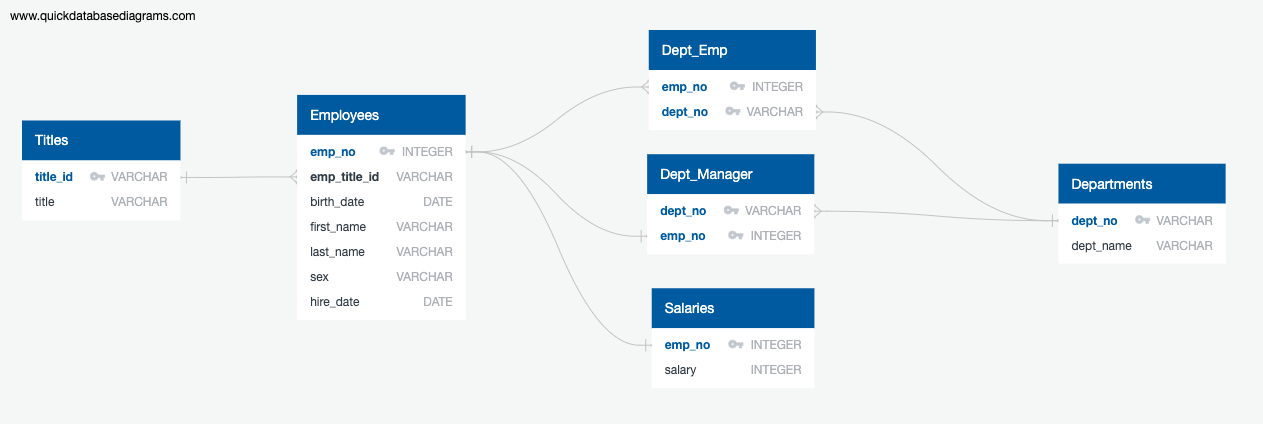 www.quickdatabasediagrams.com
Titles
title_id VARCHAR
title VARCHAR
Employees
emp_no INTEGER
emp_title_id VARCHAR
birth_date DATE
first_name VARCHAR
last_name VARCHAR
sex VARCHAR
hire_date DATE
Dept_Emp
emp_no INTEGER
dept_no VARCHAR
Dept_Manager
dept_no VARCHAR
emp_no INTEGER
Salaries
emp_no INTEGER
salary INTEGER
Departments
dept_no VARCHAR
dept_name VARCHAR